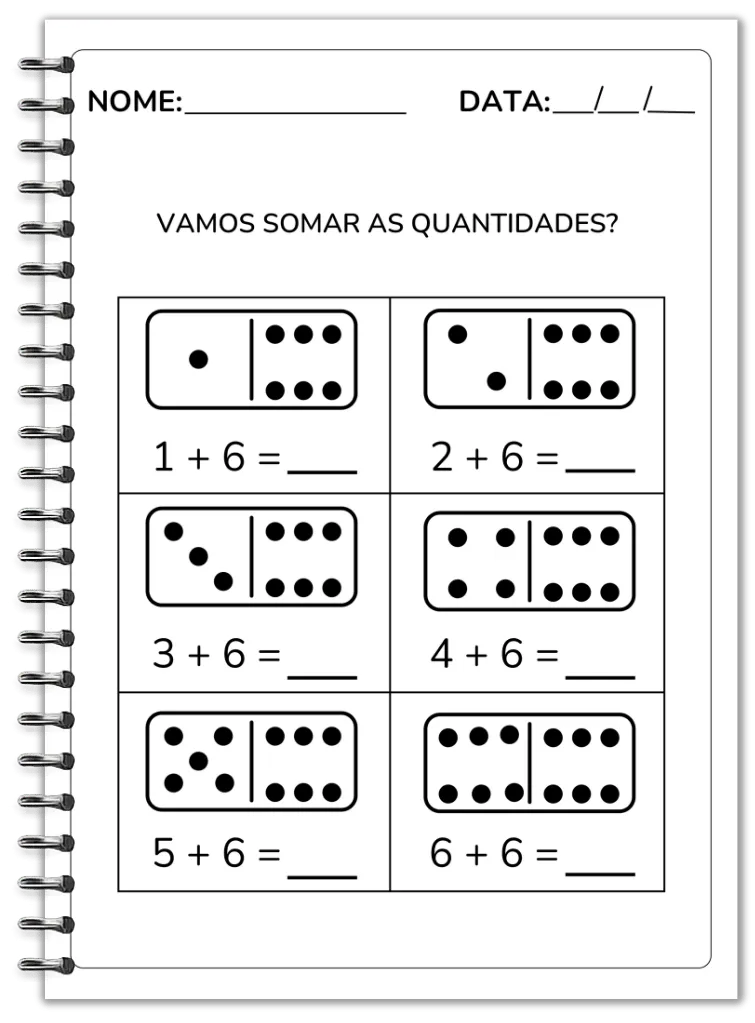 NOME:______________ DATA:___/___/___
VAMOS SOMAR AS QUANTIDADES?
1 + 6 = ____ 2 + 6 = ____
3 + 6 = ____ 4 + 6 = ____
5 + 6 = ____ 6 + 6 = ____